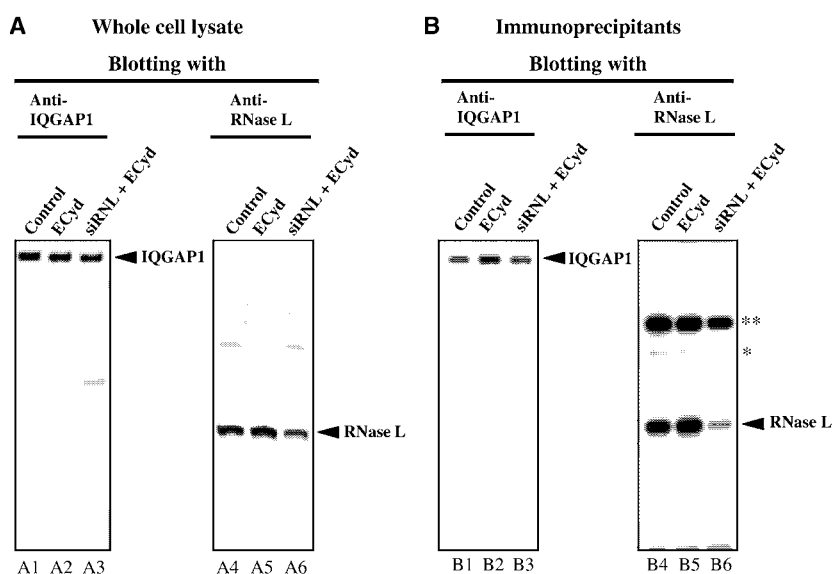 A Whole cell lysate
Blotting with
Anti-
IQGAP1
Anti-
RNase L
Control
ECyd
siRNL + ECyd
Control
ECyd
siRNL + ECyd
IQGAP1
RNase L
A1 A2 A3 A4 A5 A6
B Immunoprecipitants
Blotting with
Anti-
IQGAP1
Anti-
RNase L
Control
ECyd
siRNL + ECyd
Control
ECyd
siRNL + ECyd
IQGAP1
**
*
RNase L
B1 B2 B3 B4 B5 B6